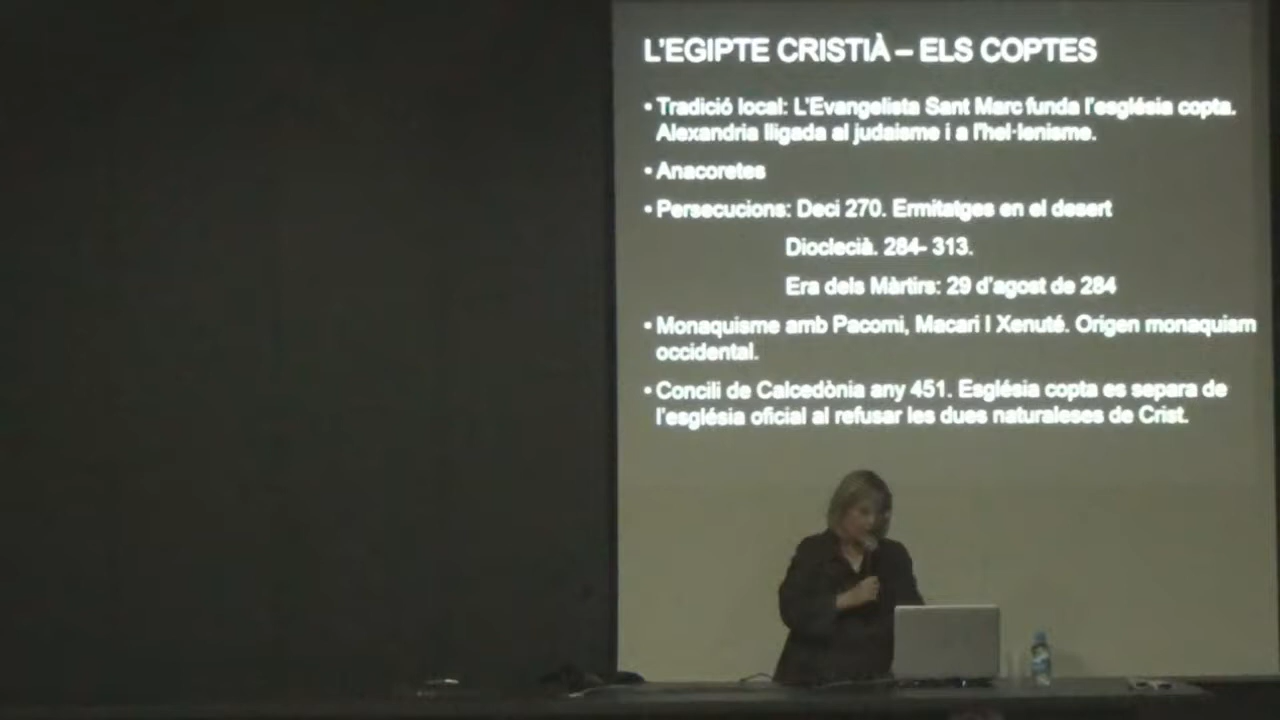 L'EGIPTE CRISTIÀ – ELS COPTES
• Tradició local: L'Evangelista Sant Marc funda l'església copta.
Alexandria lligada al judaisme i a l'hel·lenisme.
• Anacoretes
• Persecucions: Deci 270. Ermitatges en el desert
Dioclecià. 284- 313.
Era dels Màrtirs: 29 d'agost de 284
• Monaquisme amb Pacomi, Macari I Xenuté. Origen monaquism
occidental.
• Concili de Calcedònia any 451. Església copta es separa de
l'església oficial al refusar les dues naturaleses de Crist.